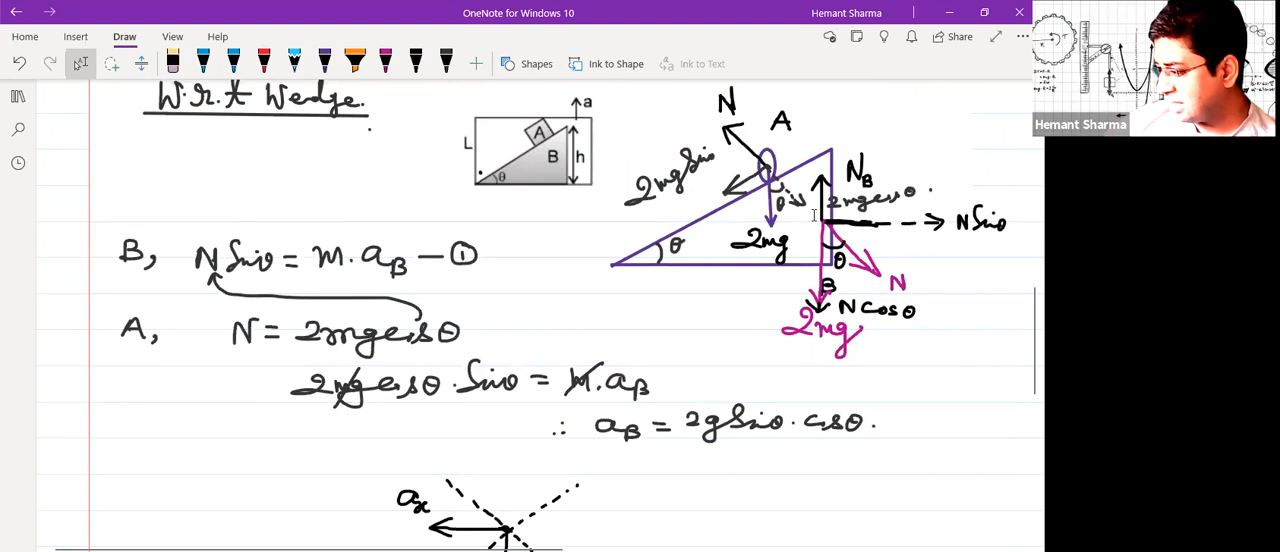 OneNote for Windows 10
Hemant Sharma
Home Insert Draw View Help
Shapes Ink to Shape Ink to Text Share
Hemant Sharma
W.r.t Wedge.
a
L
A
B
h
θ
N
A
2mg Sinθ
θ
N_B
2mg cosθ
N Sinθ
2mg
θ
θ
B
N
N cosθ
2mg
B, N Sinθ = m. a_B — ①
A, N = 2mg cosθ
2mg cosθ . Sinθ = m. a_B
∴ a_B = 2g Sinθ . cosθ.
a_x